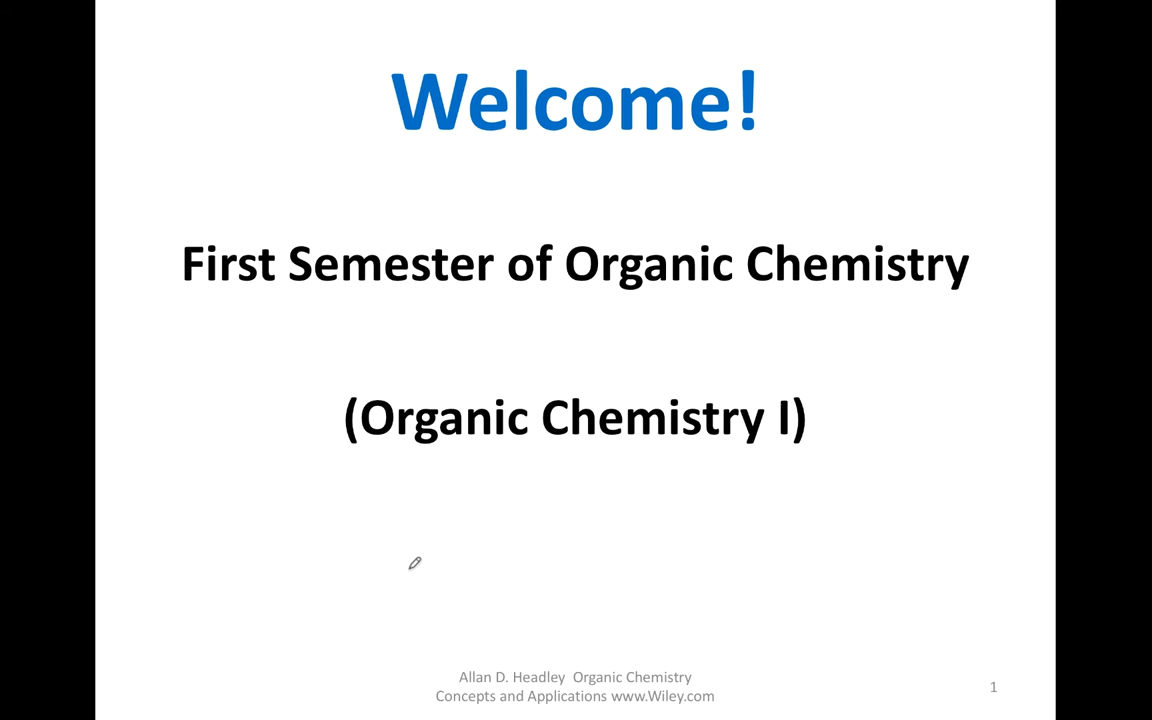 Welcome!
First Semester of Organic Chemistry
(Organic Chemistry I)
Allan D. Headley  Organic Chemistry
Concepts and Applications www.Wiley.com
1